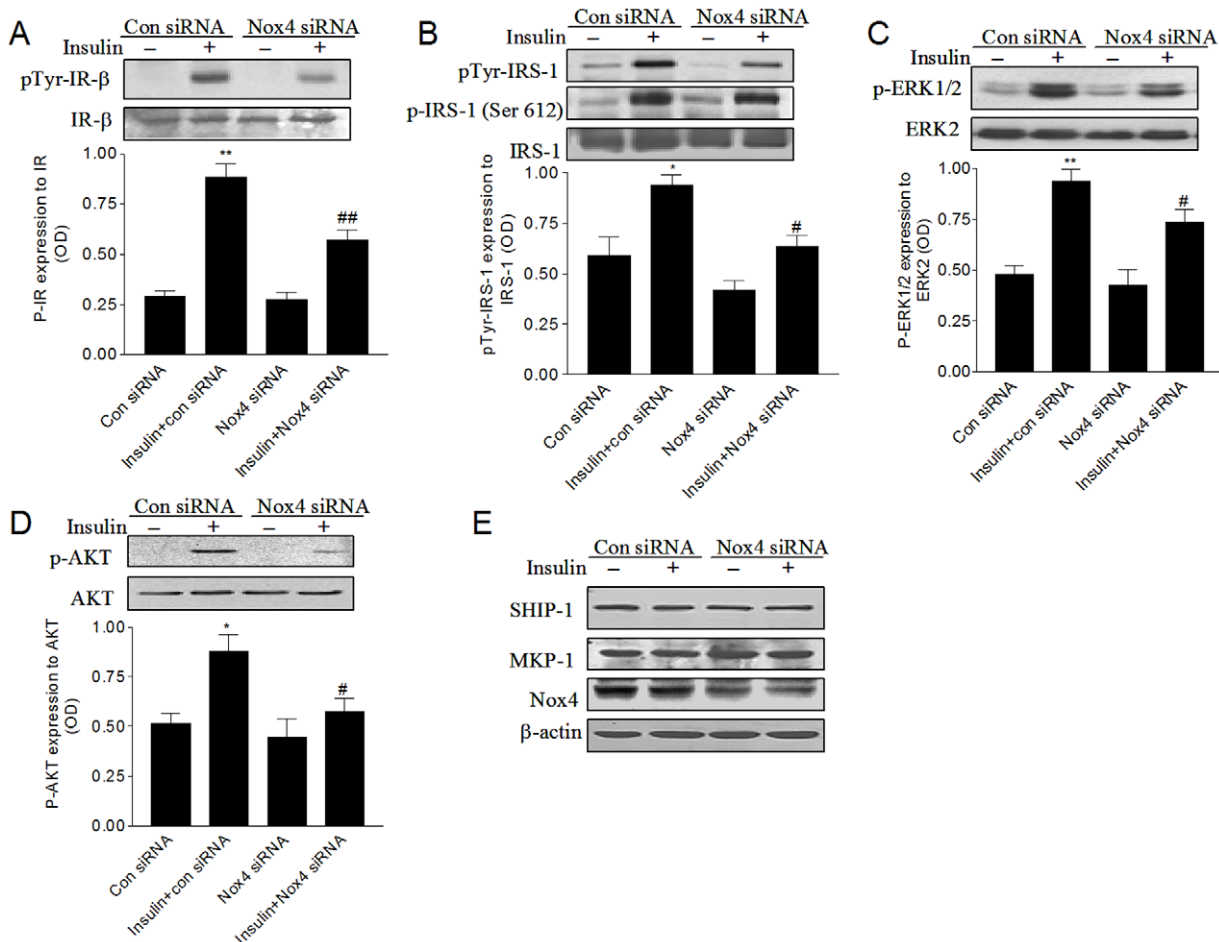 A
Con siRNA Nox4 siRNA
Insulin – + – +
pTyr-IR-β
IR-β
P-IR expression to IR
(OD)
1.00
0.75
0.50
0.25
0.00
**
##
Con siRNA
Insulin+con siRNA
Nox4 siRNA
Insulin+Nox4 siRNA
B
Con siRNA Nox4 siRNA
Insulin – + – +
pTyr-IRS-1
p-IRS-1 (Ser 612)
IRS-1
pTyr-IRS-1 expression to
IRS-1 (OD)
1.00
0.75
0.50
0.25
0.00
*
#
Con siRNA
Insulin+con siRNA
Nox4 siRNA
Insulin+Nox4 siRNA
C
Con siRNA Nox4 siRNA
Insulin – + – +
p-ERK1/2
ERK2
P-ERK1/2 expression to
ERK2 (OD)
1.00
0.75
0.50
0.25
0.00
**
#
Con siRNA
Insulin+con siRNA
Nox4 siRNA
Insulin+Nox4 siRNA
D
Con siRNA Nox4 siRNA
Insulin – + – +
p-AKT
AKT
P-AKT expression to AKT
(OD)
1.00
0.75
0.50
0.25
0.00
*
#
Con siRNA
Insulin+con siRNA
Nox4 siRNA
Insulin+Nox4 siRNA
E
Con siRNA Nox4 siRNA
Insulin – + – +
SHIP-1
MKP-1
Nox4
β-actin